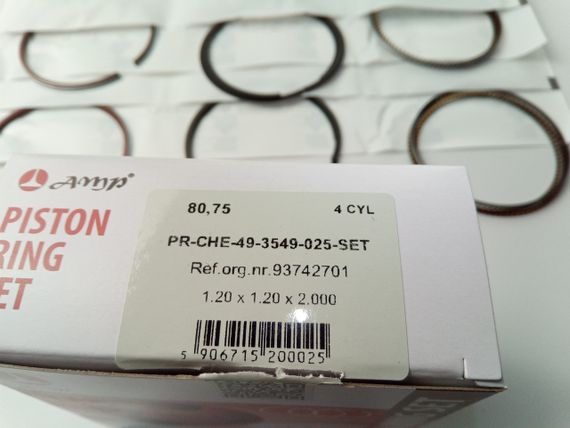 AMP®
PISTON
RING
SET
80,75 4 CYL
PR-CHE-49-3549-025-SET
Ref.org.nr.93742701
1.20 x 1.20 x 2.000
5 906715 200025